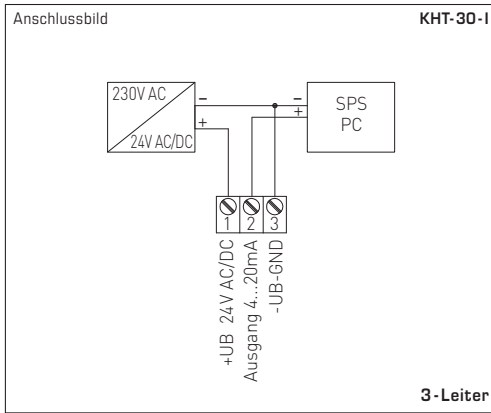 Anschlussbild
KHT-30-I
230V AC
24V AC/DC
–
+
–
+
SPS
PC
1 2 3
+UB 24V AC/DC
Ausgang 4...20mA
-UB-GND
3-Leiter